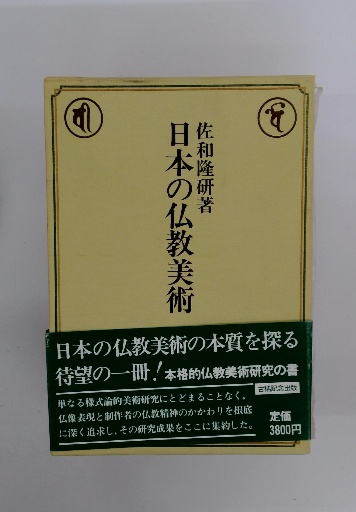 佐和隆研著
日本の仏教美術
日本の仏教美術の本質を探る
待望の一冊!本格的仏教美術研究の書
単なる様式論的美術研究にとどまることなく、
仏像表現と制作者の仏教精神のかかわりを根底
に深く追求し、その研究成果をここに集約した。
定価
3800円